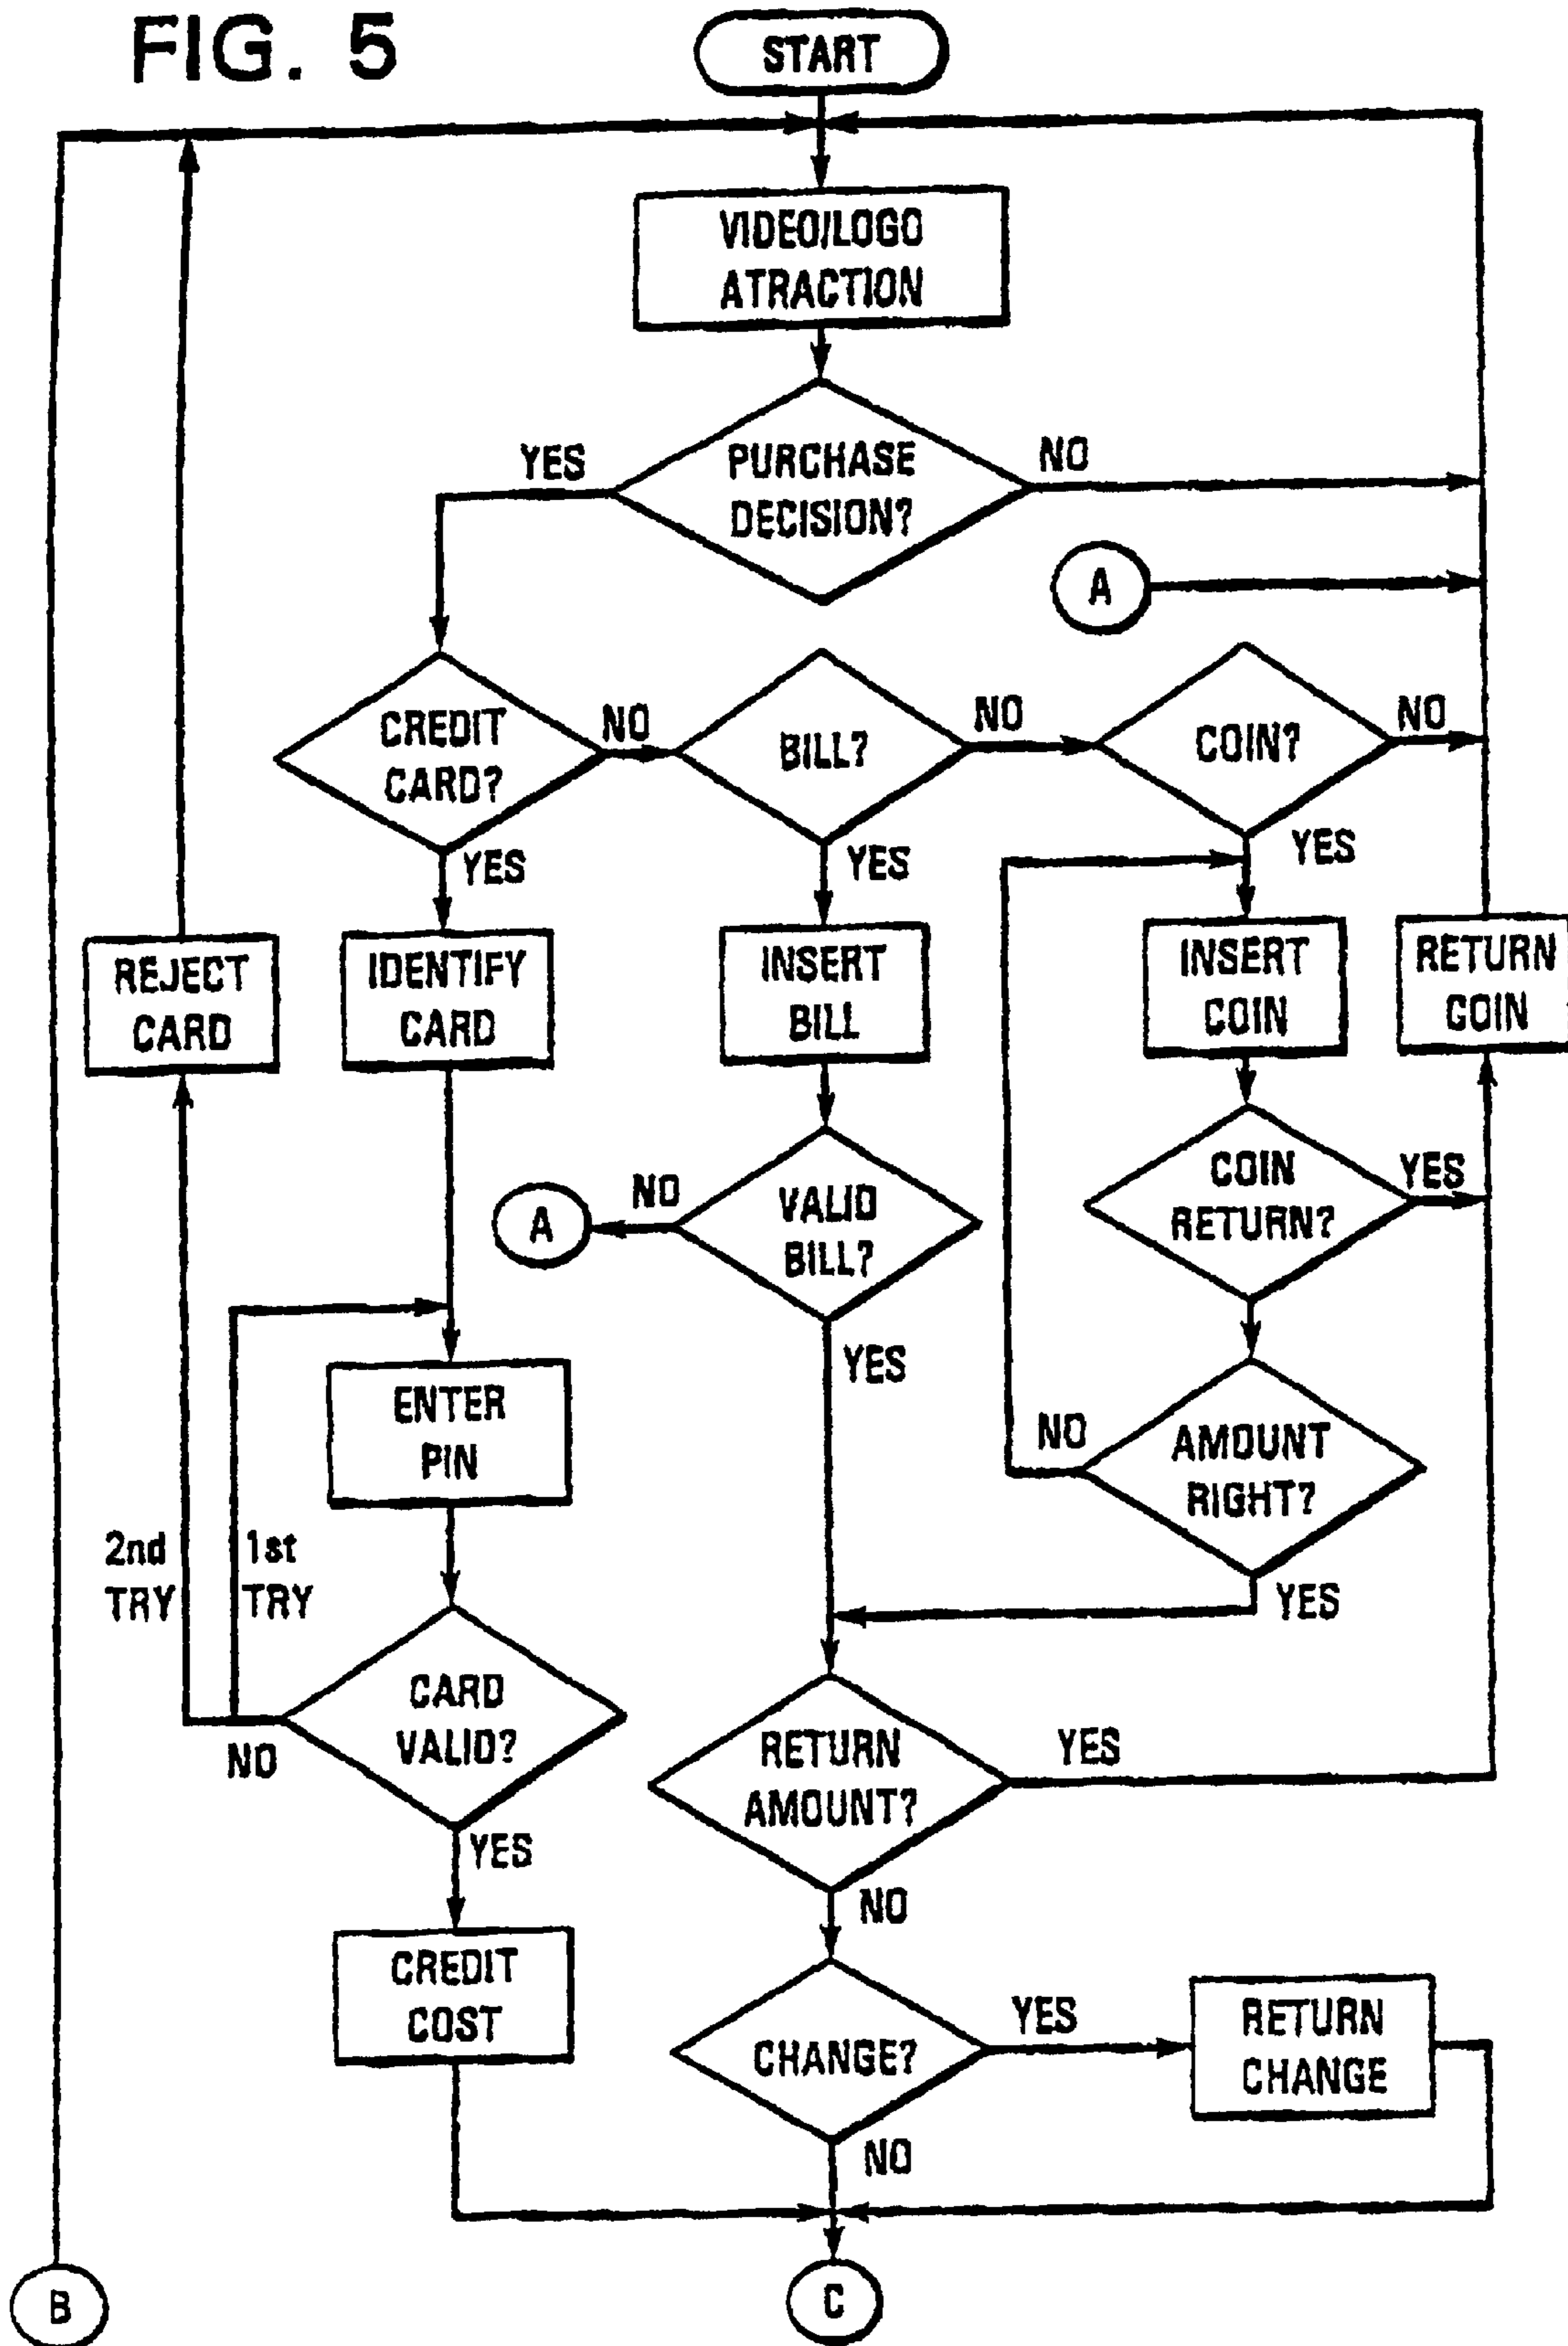 FIG. 5
START
VIDEO/LOGO
ATRACTION
YES
PURCHASE
DECISION?
NO
A
CREDIT
CARD?
NO
BILL?
NO
COIN?
NO
YES
YES
YES
REJECT
CARD
IDENTIFY
CARD
INSERT
BILL
INSERT
COIN
RETURN
GOIN
A
NO
VALID
BILL?
COIN
RETURN?
YES
YES
ENTER
PIN
NO
AMOUNT
RIGHT?
YES
2nd
TRY
1st
TRY
NO
CARD
VALID?
YES
RETURN
AMOUNT?
YES
NO
CREDIT
COST
CHANGE?
YES
RETURN
CHANGE
NO
B
C